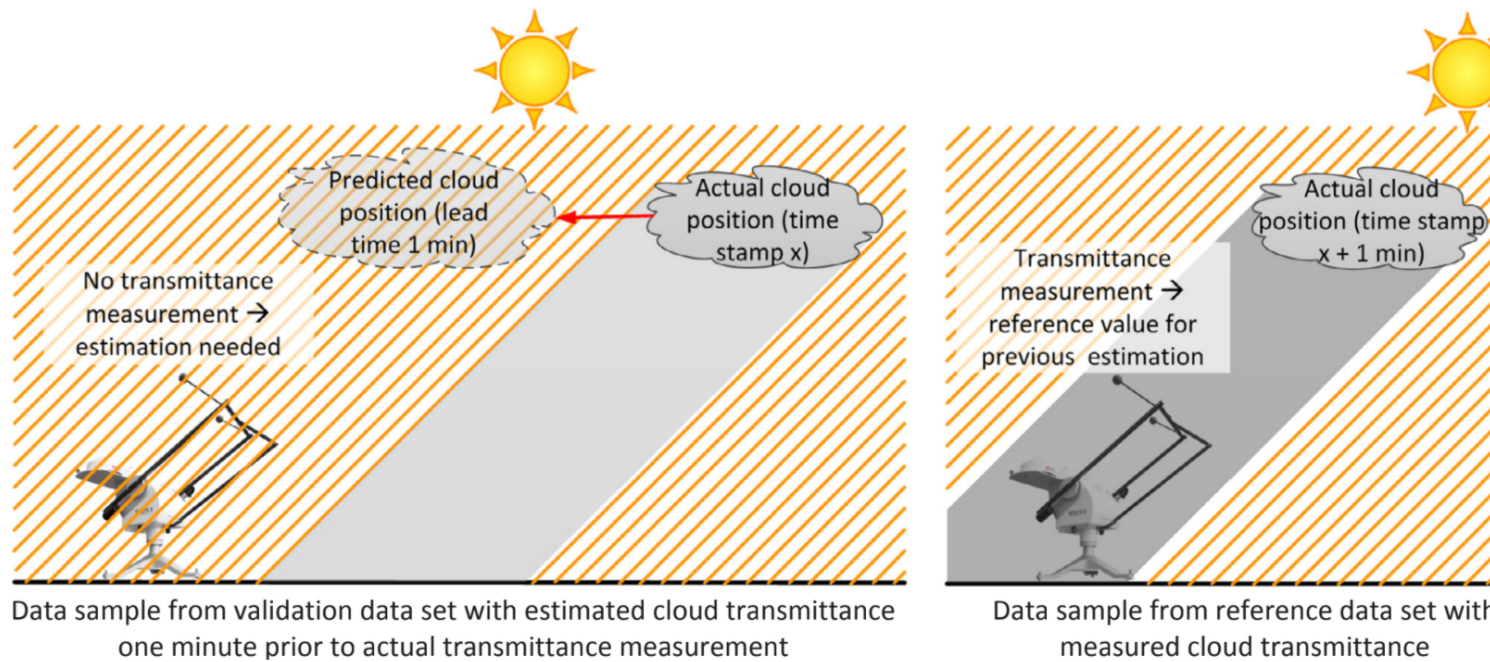 Predicted cloud
position (lead
time 1 min)
Actual cloud
position (time
stamp x)
No transmittance
measurement →
estimation needed
Data sample from validation data set with estimated cloud transmittance
one minute prior to actual transmittance measurement
Actual cloud
position (time stamp
x + 1 min)
Transmittance
measurement →
reference value for
previous estimation
Data sample from reference data set with
measured cloud transmittance